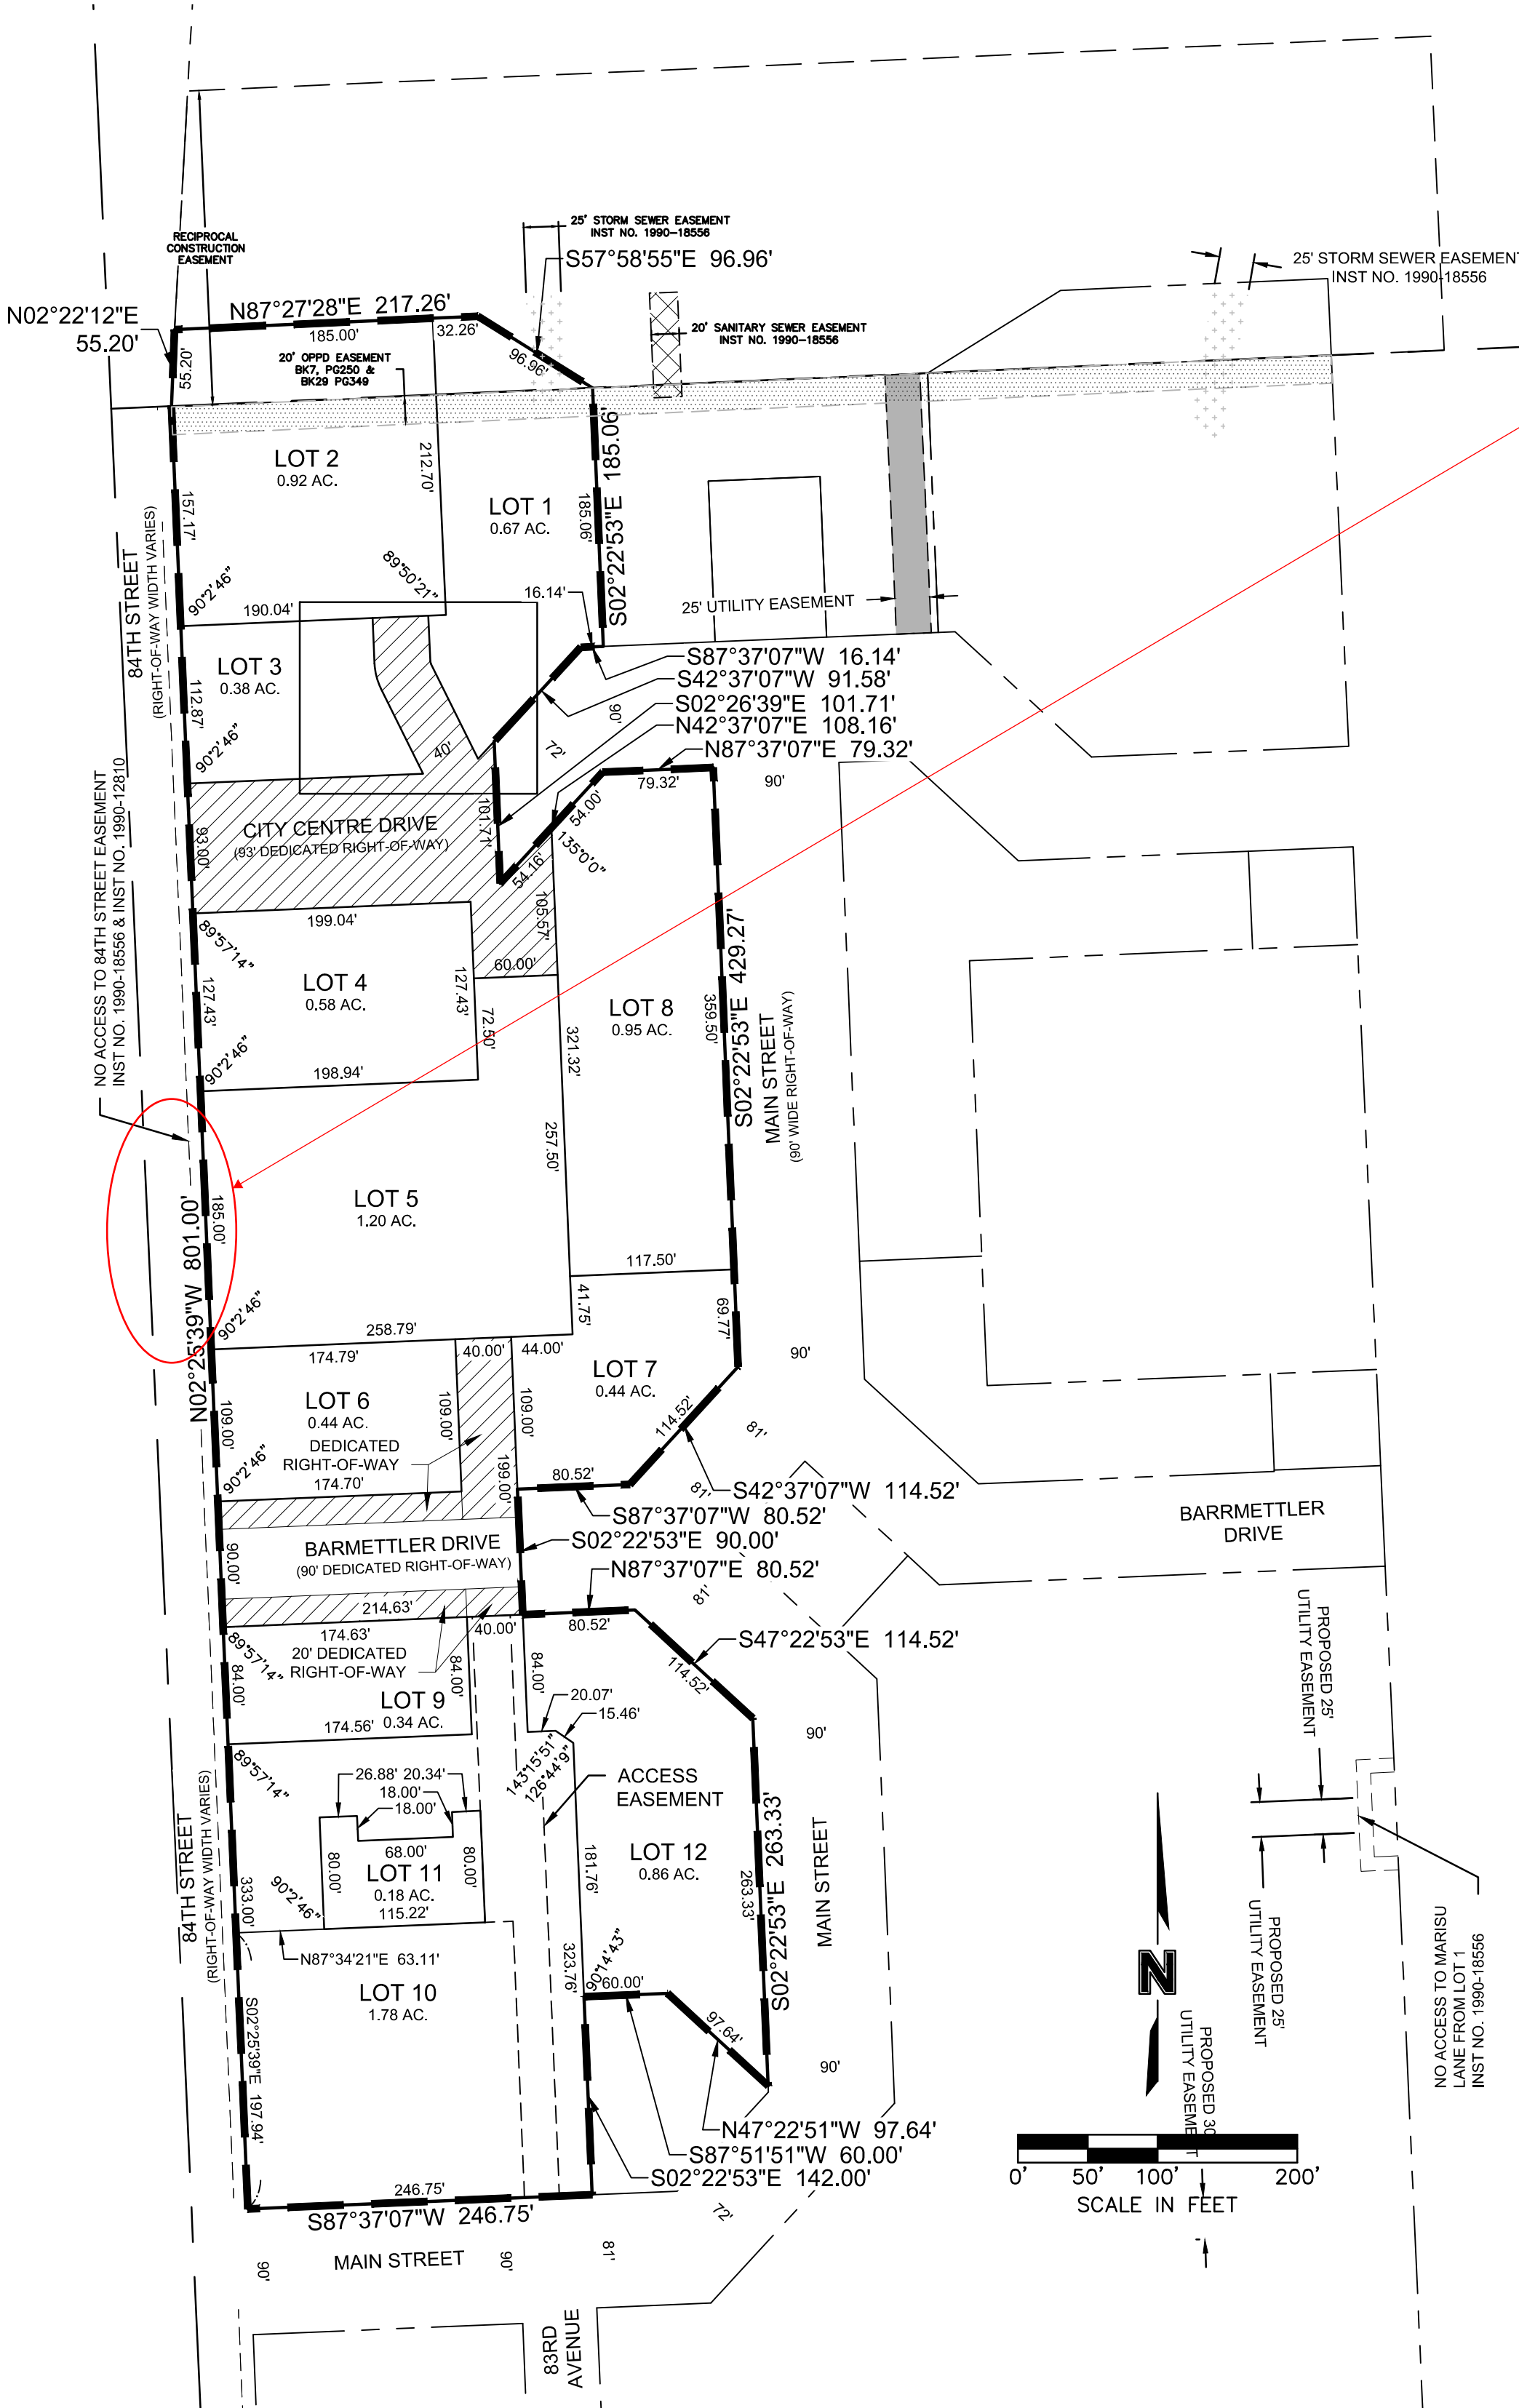 25' STORM SEWER EASEMENT
INST NO. 1990-18556
S57°58'55"E 96.96'
RECIPROCAL
CONSTRUCTION
EASEMENT
25' STORM SEWER EASEMENT
INST NO. 1990-18556
N02°22'12"E
55.20'
N87°27'28"E 217.26'
185.00'
32.26'
96.96'
20' SANITARY SEWER EASEMENT
INST NO. 1990-18556
55.20'
20' OPPD EASEMENT
BK7, PG250 &
BK29 PG349
LOT 2
0.92 AC.
212.70'
LOT 1
0.67 AC.
185.06'
S02°22'53"E 185.06'
157.17'
84TH STREET
(RIGHT-OF-WAY WIDTH VARIES)
90°2'46"
89°50'21"
190.04'
16.14'
25' UTILITY EASEMENT
LOT 3
0.38 AC.
112.87'
90°2'46"
40'
S87°37'07"W 16.14'
S42°37'07"W 91.58'
S02°26'39"E 101.71'
N42°37'07"E 108.16'
N87°37'07"E 79.32'
90'
72'
79.32'
90'
NO ACCESS TO 84TH STREET EASEMENT
INST NO. 1990-18556 & INST NO. 1990-12810
93.00'
CITY CENTRE DRIVE
(93' DEDICATED RIGHT-OF-WAY)
101.71'
54.00'
54.16'
135°0'0"
105.57'
199.04'
89°57'14"
60.00'
LOT 4
0.58 AC.
127.43'
127.43'
72.50'
90°2'46"
198.94'
LOT 8
0.95 AC.
321.32'
359.50'
S02°22'53"E 429.27'
MAIN STREET
(90' WIDE RIGHT-OF-WAY)
257.50'
LOT 5
1.20 AC.
185.00'
N02°25'39"W 801.00'
90°2'46"
117.50'
41.75'
69.77'
258.79'
174.79'
40.00'
44.00'
LOT 7
0.44 AC.
90'
LOT 6
0.44 AC.
109.00'
109.00'
109.00'
DEDICATED
RIGHT-OF-WAY
174.70'
90°2'46"
199.00'
114.52'
81'
80.52'
81'
S42°37'07"W 114.52'
S87°37'07"W 80.52'
S02°22'53"E 90.00'
N87°37'07"E 80.52'
BARMETTLER DRIVE
(90' DEDICATED RIGHT-OF-WAY)
BARRMETTLER
DRIVE
90.00'
214.63'
174.63'
40.00'
80.52'
81'
S47°22'53"E 114.52'
114.52'
89°57'14"
20' DEDICATED
RIGHT-OF-WAY
84.00'
84.00'
84.00'
LOT 9
0.34 AC.
174.56'
20.07'
15.46'
90'
PROPOSED 25'
UTILITY EASEMENT
89°57'14"
143°15'51"
126°44'9"
ACCESS
EASEMENT
84TH STREET
(RIGHT-OF-WAY WIDTH VARIES)
26.88' 20.34'
18.00'
18.00'
68.00'
80.00'
80.00'
LOT 11
0.18 AC.
115.22'
333.00'
90°2'46"
181.76'
LOT 12
0.86 AC.
263.33'
S02°22'53"E 263.33'
MAIN STREET
N87°34'21"E 63.11'
LOT 10
1.78 AC.
S02°25'39"E 197.94'
323.76'
90°14'43"
60.00'
97.64'
90'
N
PROPOSED 25'
UTILITY EASEMENT
PROPOSED 30
UTILITY EASEMENT
NO ACCESS TO MARISU
LANE FROM LOT 1
INST NO. 1990-18556
N47°22'51"W 97.64'
S87°51'51"W 60.00'
S02°22'53"E 142.00'
246.75'
S87°37'07"W 246.75'
72'
0' 50' 100' 200'
SCALE IN FEET
MAIN STREET
90'
90'
81'
83RD
AVENUE